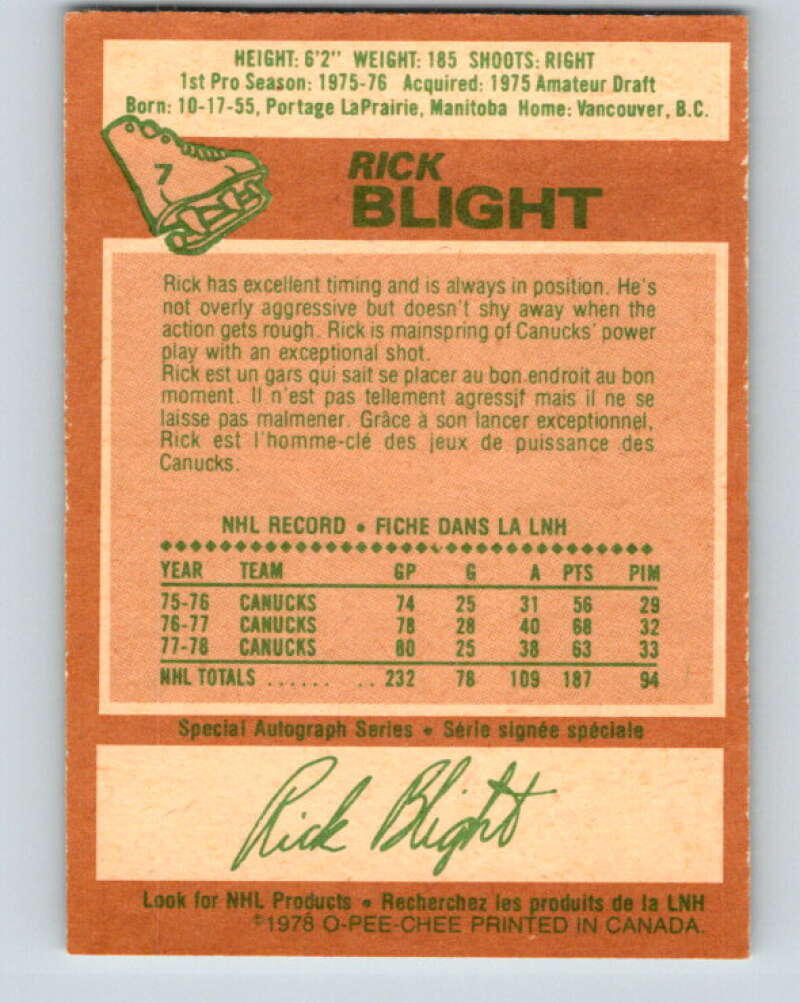 HEIGHT: 6'2" WEIGHT: 185 SHOOTS: RIGHT
1st Pro Season: 1975-76 Acquired: 1975 Amateur Draft
Born: 10-17-55, Portage LaPrairie, Manitoba Home: Vancouver, B.C.
7
RICK
BLIGHT
Rick has excellent timing and is always in position. He's
not overly aggressive but doesn't shy away when the
action gets rough. Rick is mainspring of Canucks' power
play with an exceptional shot.
Rick est un gars qui sait se placer au bon endroit au bon
moment. Il n'est pas tellement agressif mais il ne se
laisse pas malmener. Grâce à son lancer exceptionnel,
Rick est l'homme-clé des jeux de puissance des
Canucks.
NHL RECORD • FICHE DANS LA LNH
YEAR TEAM GP G A PTS PIM
75-76 CANUCKS 74 25 31 56 29
76-77 CANUCKS 78 28 40 68 32
77-78 CANUCKS 80 25 38 63 33
NHL TOTALS ...... .. 232 78 109 187 94
Special Autograph Series • Série signée spéciale
Rick Blight
Look for NHL Products • Recherchez les produits de la LNH
©1978 O-PEE-CHEE PRINTED IN CANADA.